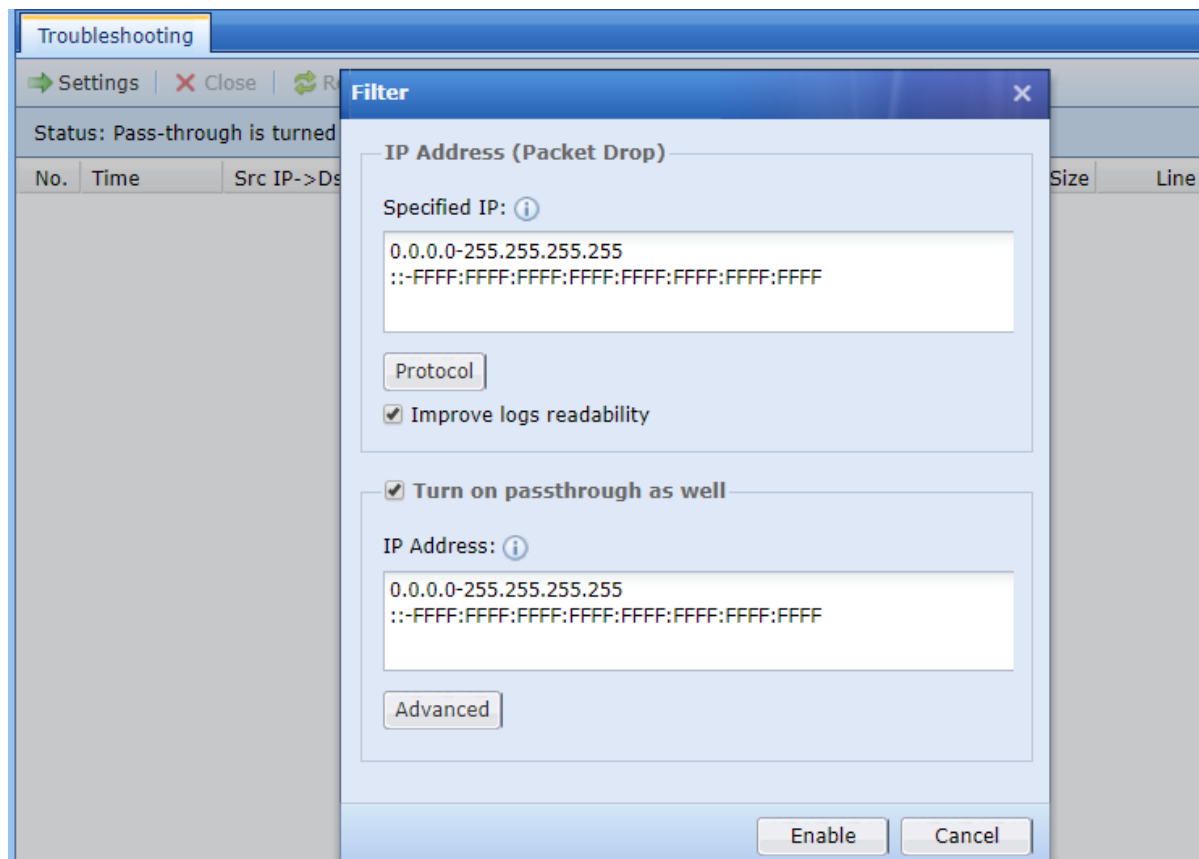 Troubleshooting
Settings Close
Filter
Status: Pass-through is turned
No. Time Src IP-> Size Line
IP Address (Packet Drop)
Specified IP:
0.0.0.0-255.255.255.255
::-FFFF:FFFF:FFFF:FFFF:FFFF:FFFF:FFFF
Protocol
Improve logs readability
Turn on passthrough as well
IP Address:
0.0.0.0-255.255.255.255
::-FFFF:FFFF:FFFF:FFFF:FFFF:FFFF:FFFF
Advanced
Enable Cancel